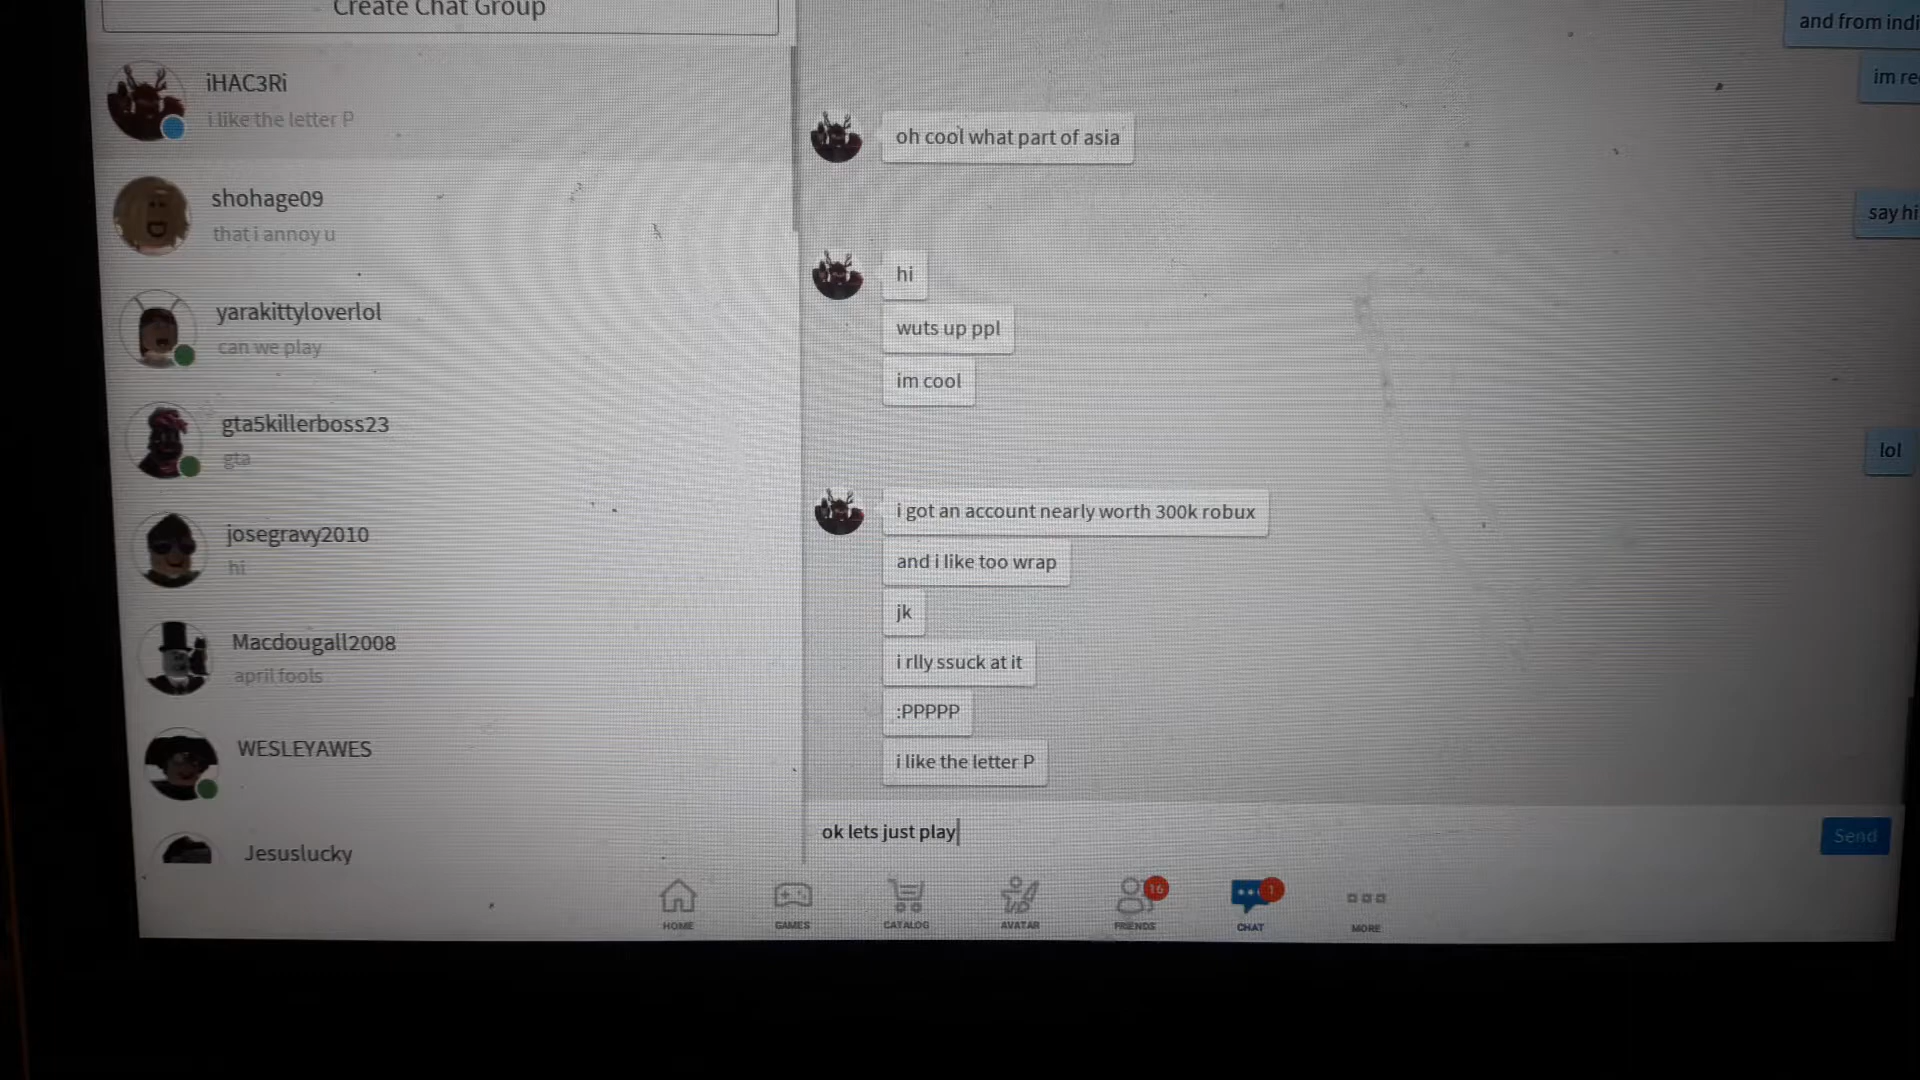 Create Chat Group
iHAC3Ri
i like the letter P
shohage09
that i annoy u
yarakittyloverlol
can we play
gta5killerboss23
gta
josegravy2010
hi
Macdougall2008
april fools
WESLEYAWES
Jesuslucky
and from indi
im re
oh cool what part of asia
say hi
hi
wuts up ppl
im cool
lol
i got an account nearly worth 300k robux
and i like too wrap
jk
i rlly ssuck at it
:PPPPP
i like the letter P
ok lets just play
Send
HOME
GAMES
CATALOG
AVATAR
16
FRIENDS
1
CHAT
MORE